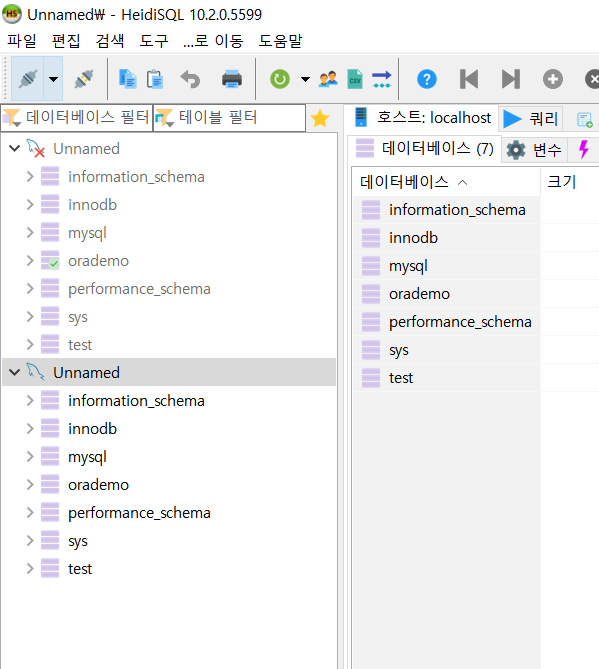 Unnamed₩ - HeidiSQL 10.2.0.5599
파일 편집 검색 도구 ...로 이동 도움말
데이터베이스 필터 테이블 필터
Unnamed
information_schema
innodb
mysql
orademo
performance_schema
sys
test
Unnamed
information_schema
innodb
mysql
orademo
performance_schema
sys
test
호스트: localhost 쿼리
데이터베이스 (7) 변수
데이터베이스 크기
information_schema
innodb
mysql
orademo
performance_schema
sys
test